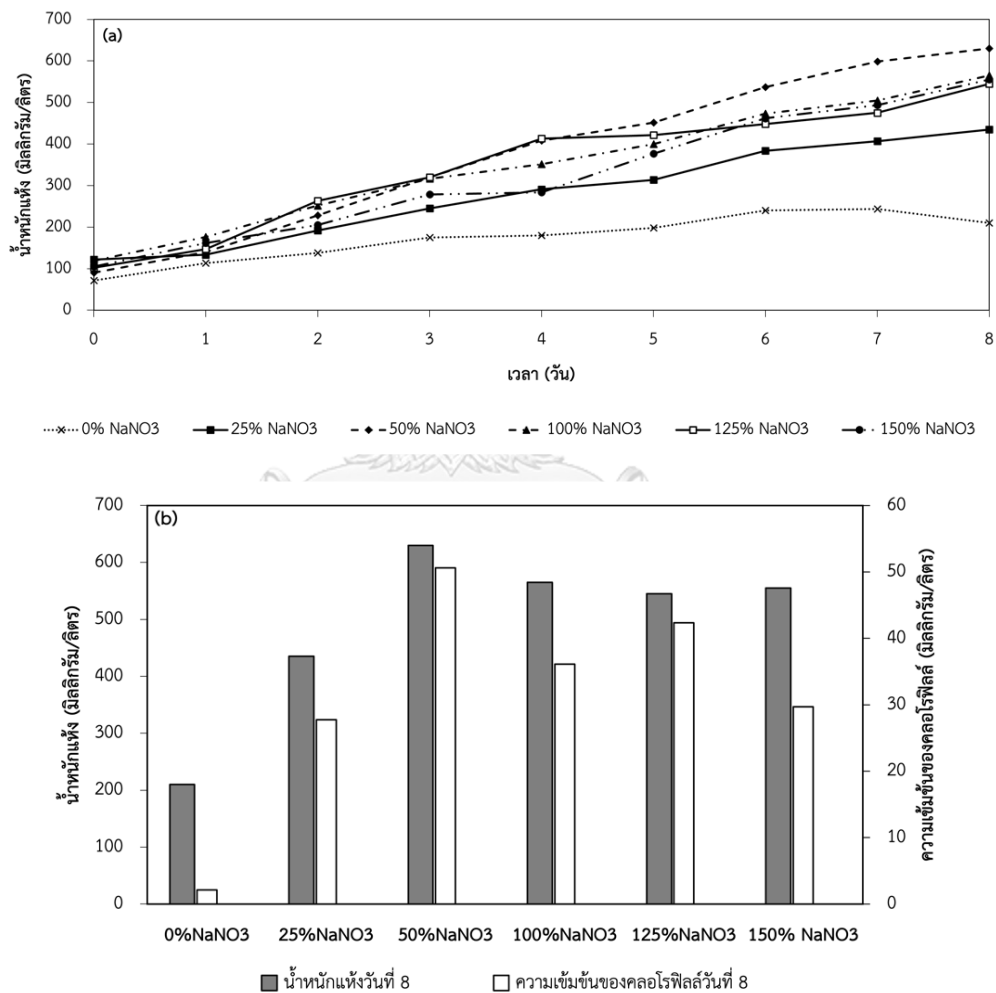 (a)
700
600
500
400
300
200
100
0
น้ำหนักแห้ง (มิลลิกรัม/ลิตร)
0 1 2 3 4 5 6 7 8
เวลา (วัน)
0% NaNO3 25% NaNO3 50% NaNO3 100% NaNO3 125% NaNO3 150% NaNO3
(b)
700
600
500
400
300
200
100
0
น้ำหนักแห้ง (มิลลิกรัม/ลิตร)
60
50
40
30
20
10
0
ความเข้มข้นของคลอโรฟิลล์ (มิลลิกรัม/ลิตร)
0%NaNO3 25%NaNO3 50%NaNO3 100%NaNO3 125%NaNO3 150% NaNO3
น้ำหนักแห้งวันที่ 8 ความเข้มข้นของคลอโรฟิลล์วันที่ 8